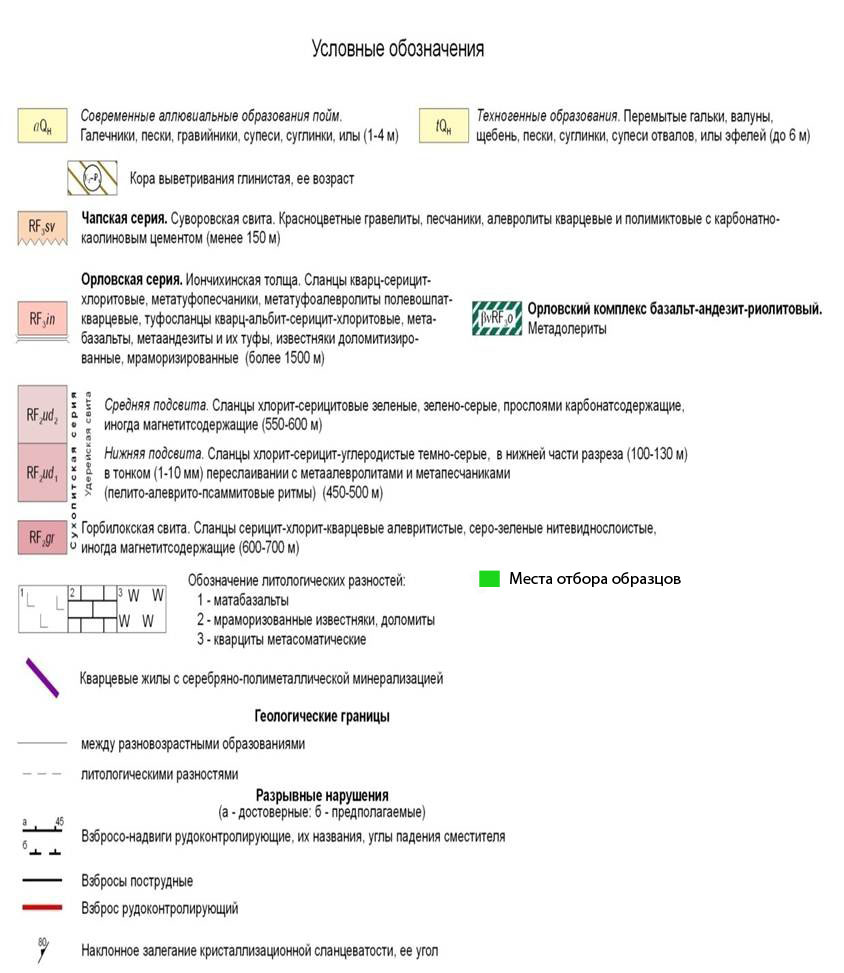 Условные обозначения
aQн
Современные аллювиальные образования пойм.
Галечники, пески, гравийники, супеси, суглинки, илы (1-4 м)
tQн
Техногенные образования. Перемытые гальки, валуны,
щебень, пески, суглинки, супеси отвалов, илы эфелей (до 6 м)
Кора выветривания глинистая, ее возраст
RF₃sv
Чапская серия. Суворовская свита. Красноцветные гравелиты, песчаники, алевролиты кварцевые и полимиктовые с карбонатно-
каолиновым цементом (менее 150 м)
RF₃in
Орловская серия. Иончихинская толща. Сланцы кварц-серицит-
хлоритовые, метатуфопесчаники, метатуфоалевролиты полевошпат-
кварцевые, туфосланцы кварц-альбит-серицит-хлоритовые, мета-
базальты, метаандезиты и их туфы, известняки доломитизиро-
ванные, мраморизированные (более 1500 м)
βνRF₃o
Орловский комплекс базальт-андезит-риолитовый.
Метадолериты
Сухопитская серия
Удерейская свита
RF₂ud₂
Средняя подсвита. Сланцы хлорит-серицитовые зеленые, зелено-серые, прослоями карбонатсодержащие,
иногда магнетитсодержащие (550-600 м)
RF₂ud₁
Нижняя подсвита. Сланцы хлорит-серицит-углеродистые темно-серые, в нижней части разреза (100-130 м)
в тонком (1-10 мм) переслаивании с метаалевролитами и метапесчаниками
(пелито-алеврито-псаммитовые ритмы) (450-500 м)
RF₂gr
Горбилокская свита. Сланцы серицит-хлорит-кварцевые алевритистые, серо-зеленые нитевиднослоистые,
иногда магнетитсодержащие (600-700 м)
1 2 3 W W
W W
Обозначение литологических разностей:
1 - матабазальты
2 - мраморизованные известняки, доломиты
3 - кварциты метасоматические
Места отбора образцов
Кварцевые жилы с серебряно-полиметаллической минерализацией
Геологические границы
между разновозрастными образованиями
литологическими разностями
Разрывные нарушения
(а - достоверные: б - предполагаемые)
а 45
б
Взбросо-надвиги рудоконтролирующие, их названия, углы падения сместителя
Взбросы пострудные
Взброс рудоконтролирующий
80
Наклонное залегание кристаллизационной сланцеватости, ее угол